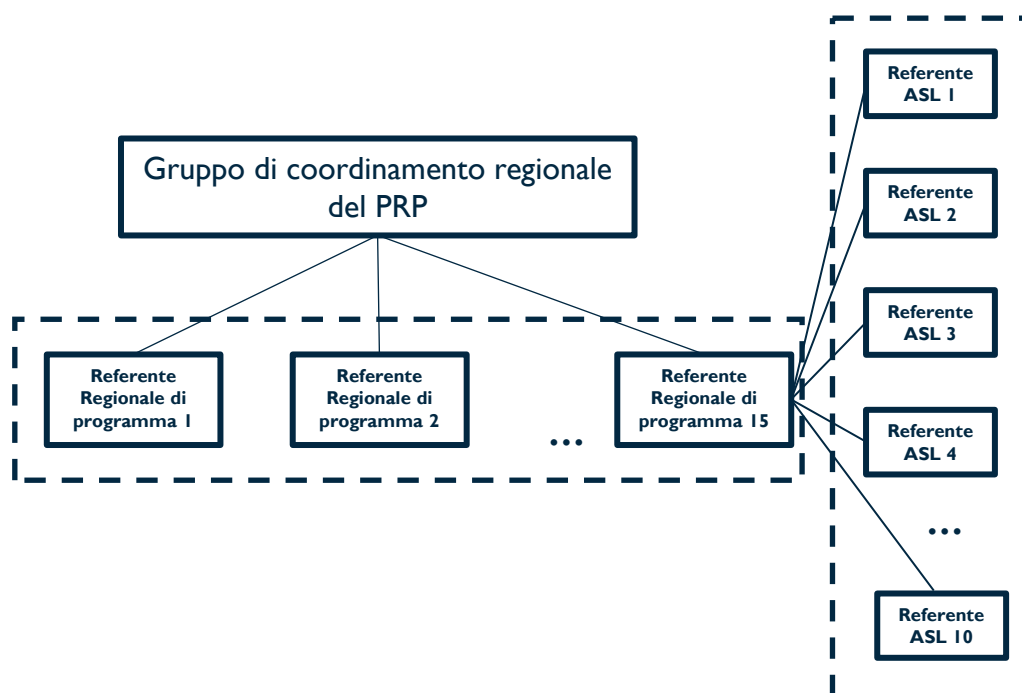 Gruppo di coordinamento regionale
del PRP
Referente
Regionale di
programma 1
Referente
Regionale di
programma 2
...
Referente
Regionale di
programma 15
Referente
ASL 1
Referente
ASL 2
Referente
ASL 3
Referente
ASL 4
...
Referente
ASL 10